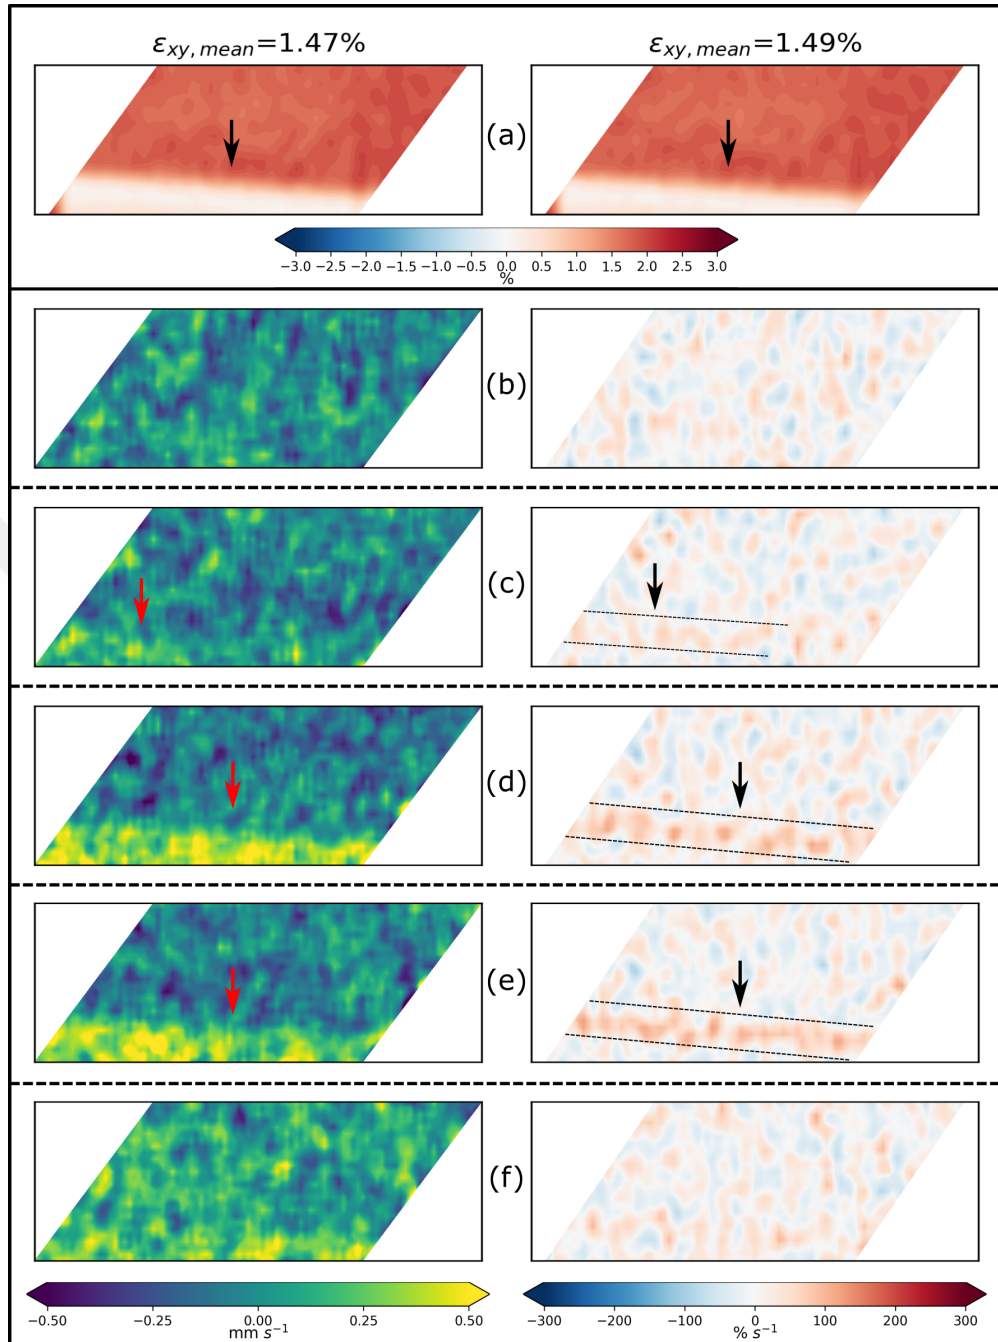 εxy, mean=1.47% εxy, mean=1.49%
(a)
−3.0 −2.5 −2.0 −1.5 −1.0 −0.5 0.0 0.5 1.0 1.5 2.0 2.5 3.0
%
(b)
(c)
(d)
(e)
(f)
−0.50 −0.25 0.00 0.25 0.50 −300 −200 −100 0 100 200 300
mm s⁻¹ % s⁻¹